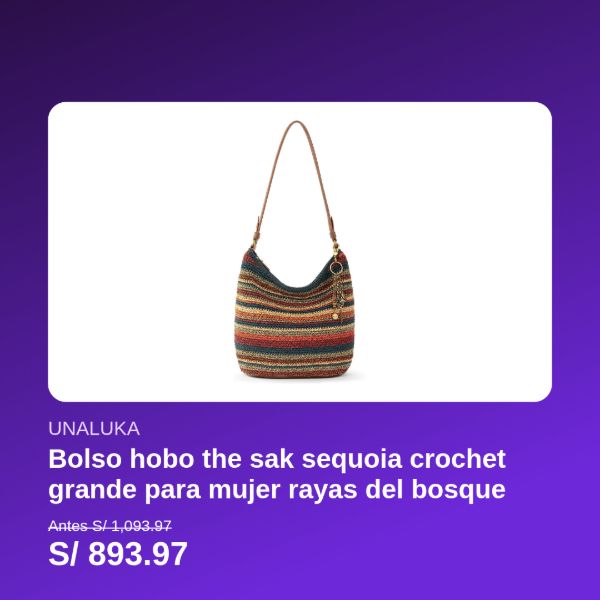 UNALUKA
Bolso hobo the sak sequoia crochet
grande para mujer rayas del bosque
Antes S/ 1,093.97
S/ 893.97